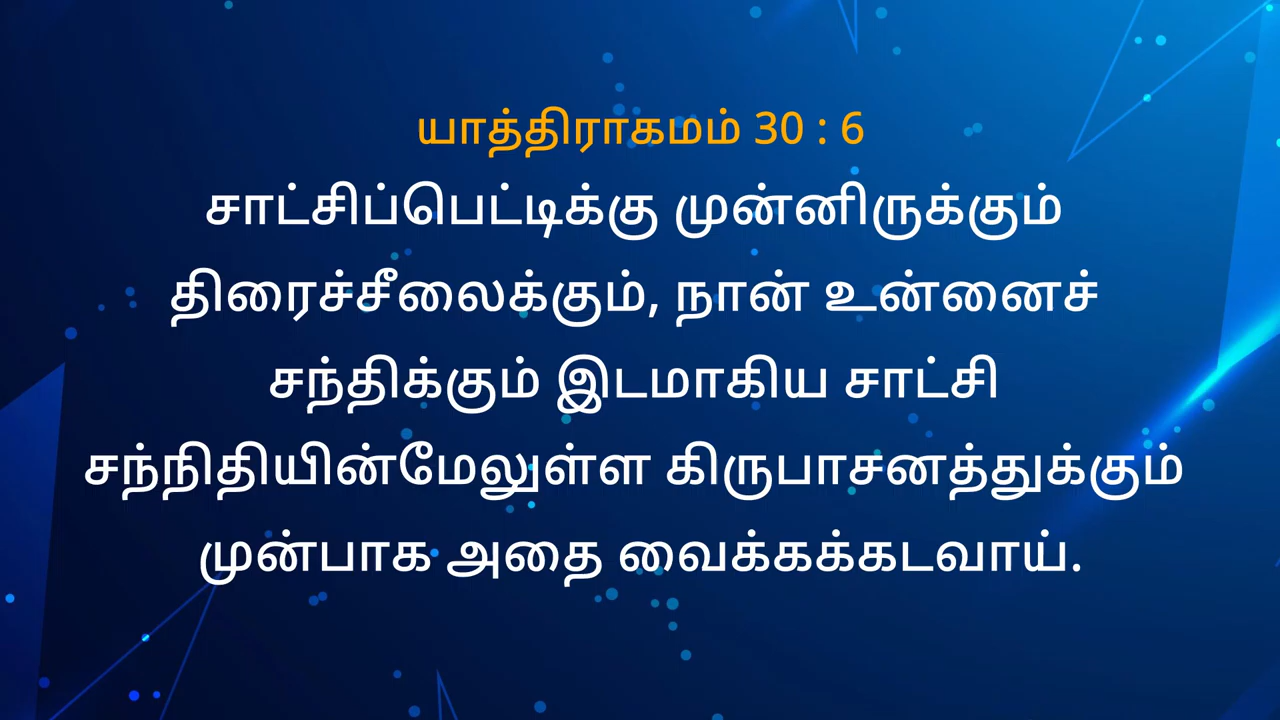 யாத்திராகமம் 30 : 6
சாட்சிப்பெட்டிக்கு முன்னிருக்கும்
திரைச்சீலைக்கும், நான் உன்னைச்
சந்திக்கும் இடமாகிய சாட்சி
சந்நிதியின்மேலுள்ள கிருபாசனத்துக்கும்
முன்பாக அதை வைக்கக்கடவாய்.